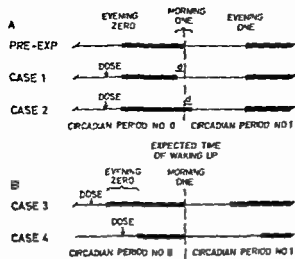 A
EVENING ZERO
MORNING ONE
EVENING ONE
PRE-EXP
DOSE
d
CASE 1
DOSE
d
CASE 2
CIRCADIAN PERIOD NO 0
CIRCADIAN PERIOD NO 1
EXPECTED TIME
OF WAKING UP
B
EVENING ZERO
MORNING ONE
DOSE
CASE 3
DOSE
CASE 4
CIRCADIAN PERIOD NO
CIRCADIAN PERIOD NO 1